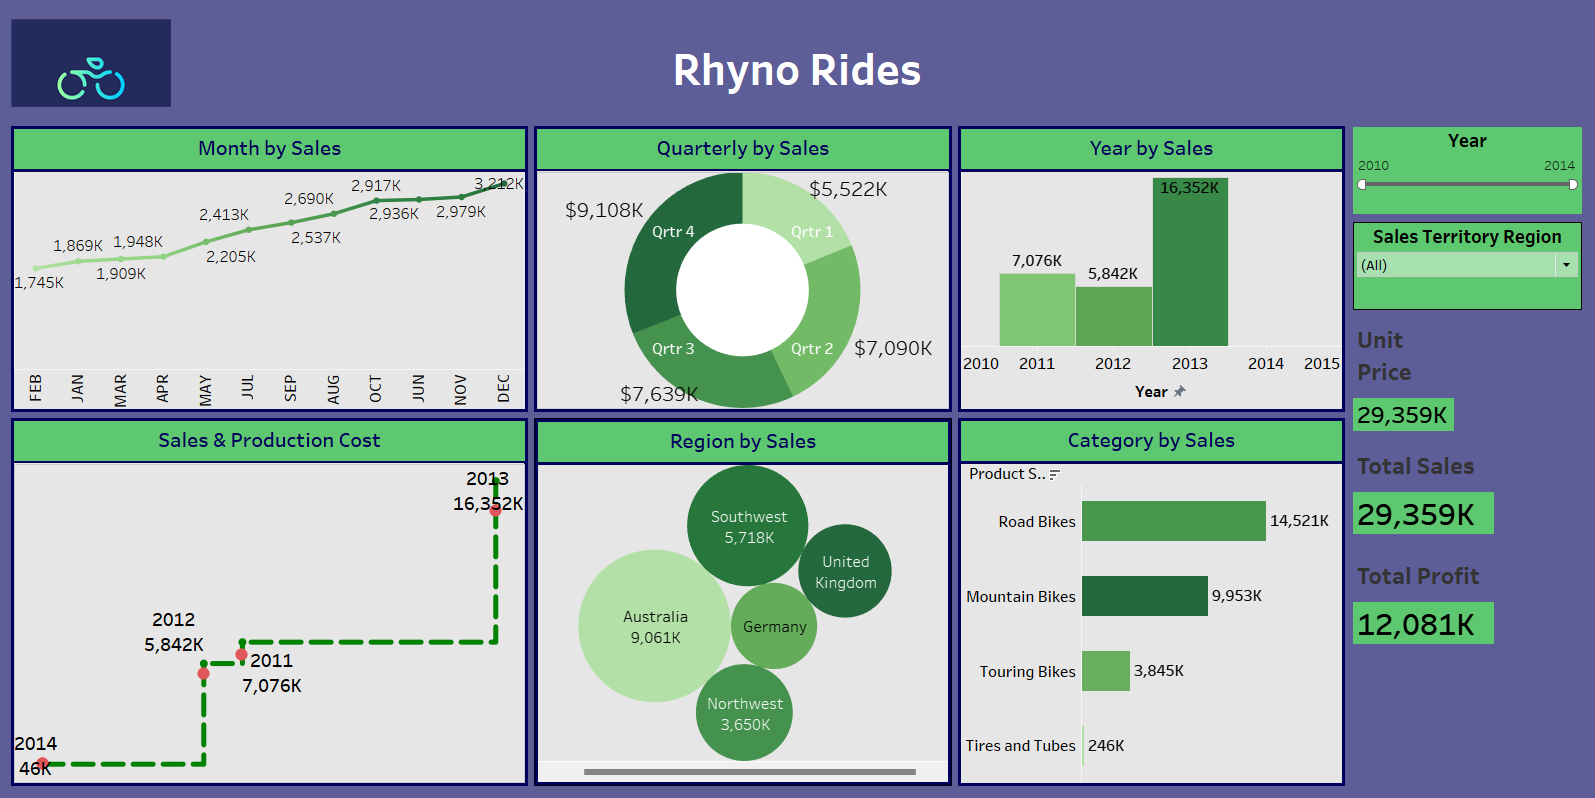 Rhyno Rides
Month by Sales
1,745K
1,869K
1,909K
1,948K
2,205K
2,413K
2,537K
2,690K
2,917K
2,936K
2,979K
3,212K
FEB
JAN
MAR
APR
MAY
JUL
SEP
AUG
OCT
JUN
NOV
DEC
Quarterly by Sales
$5,522K
$9,108K
Qrtr 4
Qrtr 1
Qrtr 3
Qrtr 2
$7,090K
$7,639K
Year by Sales
16,352K
7,076K
5,842K
2010 2011 2012 2013 2014 2015
Year
Year
2010 2014
Sales Territory Region
(All)
Unit
Price
29,359K
Total Sales
29,359K
Total Profit
12,081K
Sales & Production Cost
2013
16,352K
2012
5,842K
2011
7,076K
2014
46K
Region by Sales
Southwest
5,718K
United
Kingdom
Australia
9,061K
Germany
Northwest
3,650K
Category by Sales
Product S..
Road Bikes 14,521K
Mountain Bikes 9,953K
Touring Bikes 3,845K
Tires and Tubes 246K